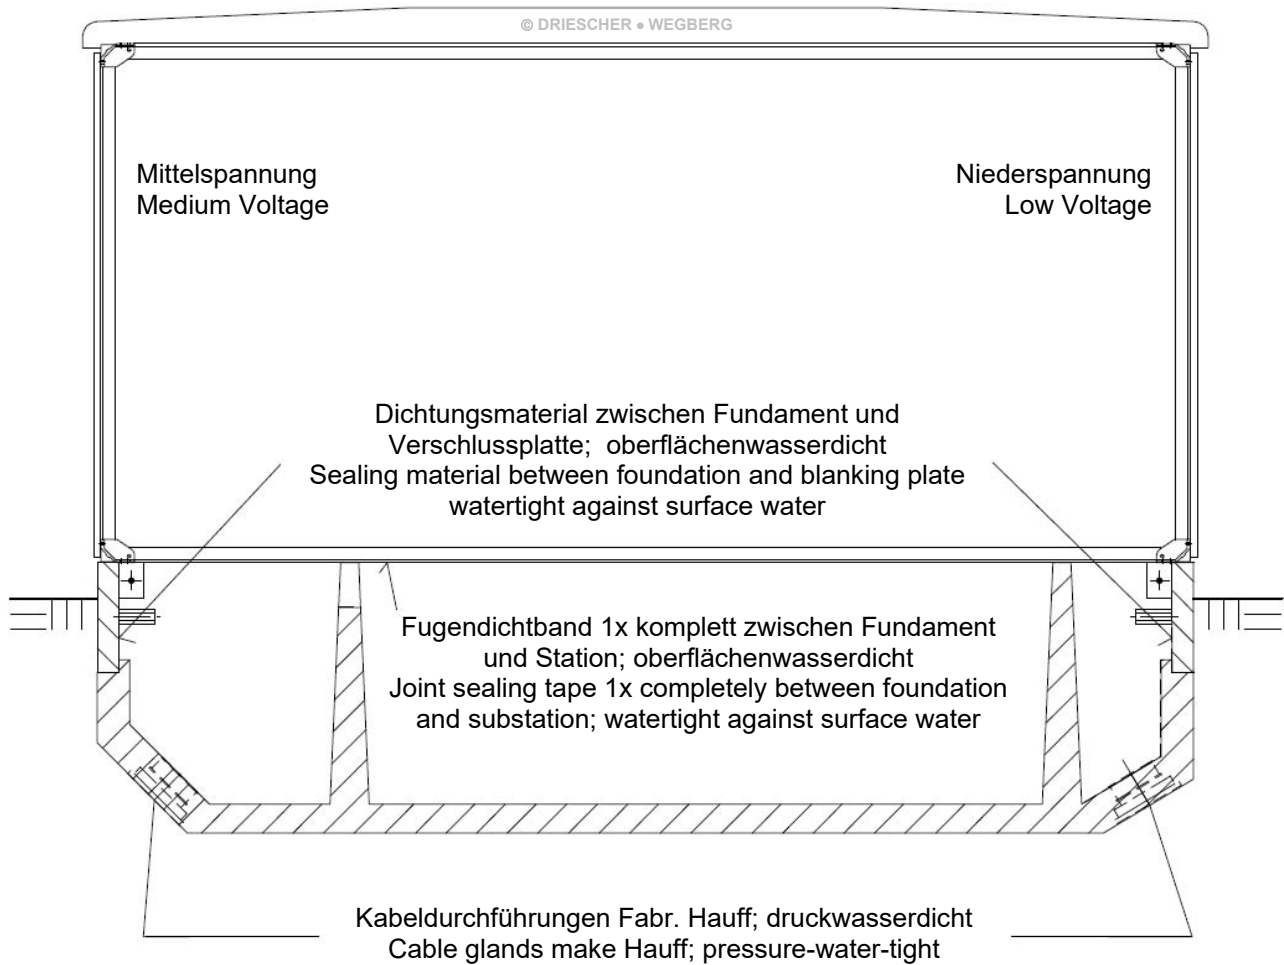 © DRIESCHER ● WEGBERG
Mittelspannung
Medium Voltage
Niederspannung
Low Voltage
Dichtungsmaterial zwischen Fundament und
Verschlussplatte; oberflächenwasserdicht
Sealing material between foundation and blanking plate
watertight against surface water
Fugendichtband 1x komplett zwischen Fundament
und Station; oberflächenwasserdicht
Joint sealing tape 1x completely between foundation
and substation; watertight against surface water
Kabeldurchführungen Fabr. Hauff; druckwasserdicht
Cable glands make Hauff; pressure-water-tight